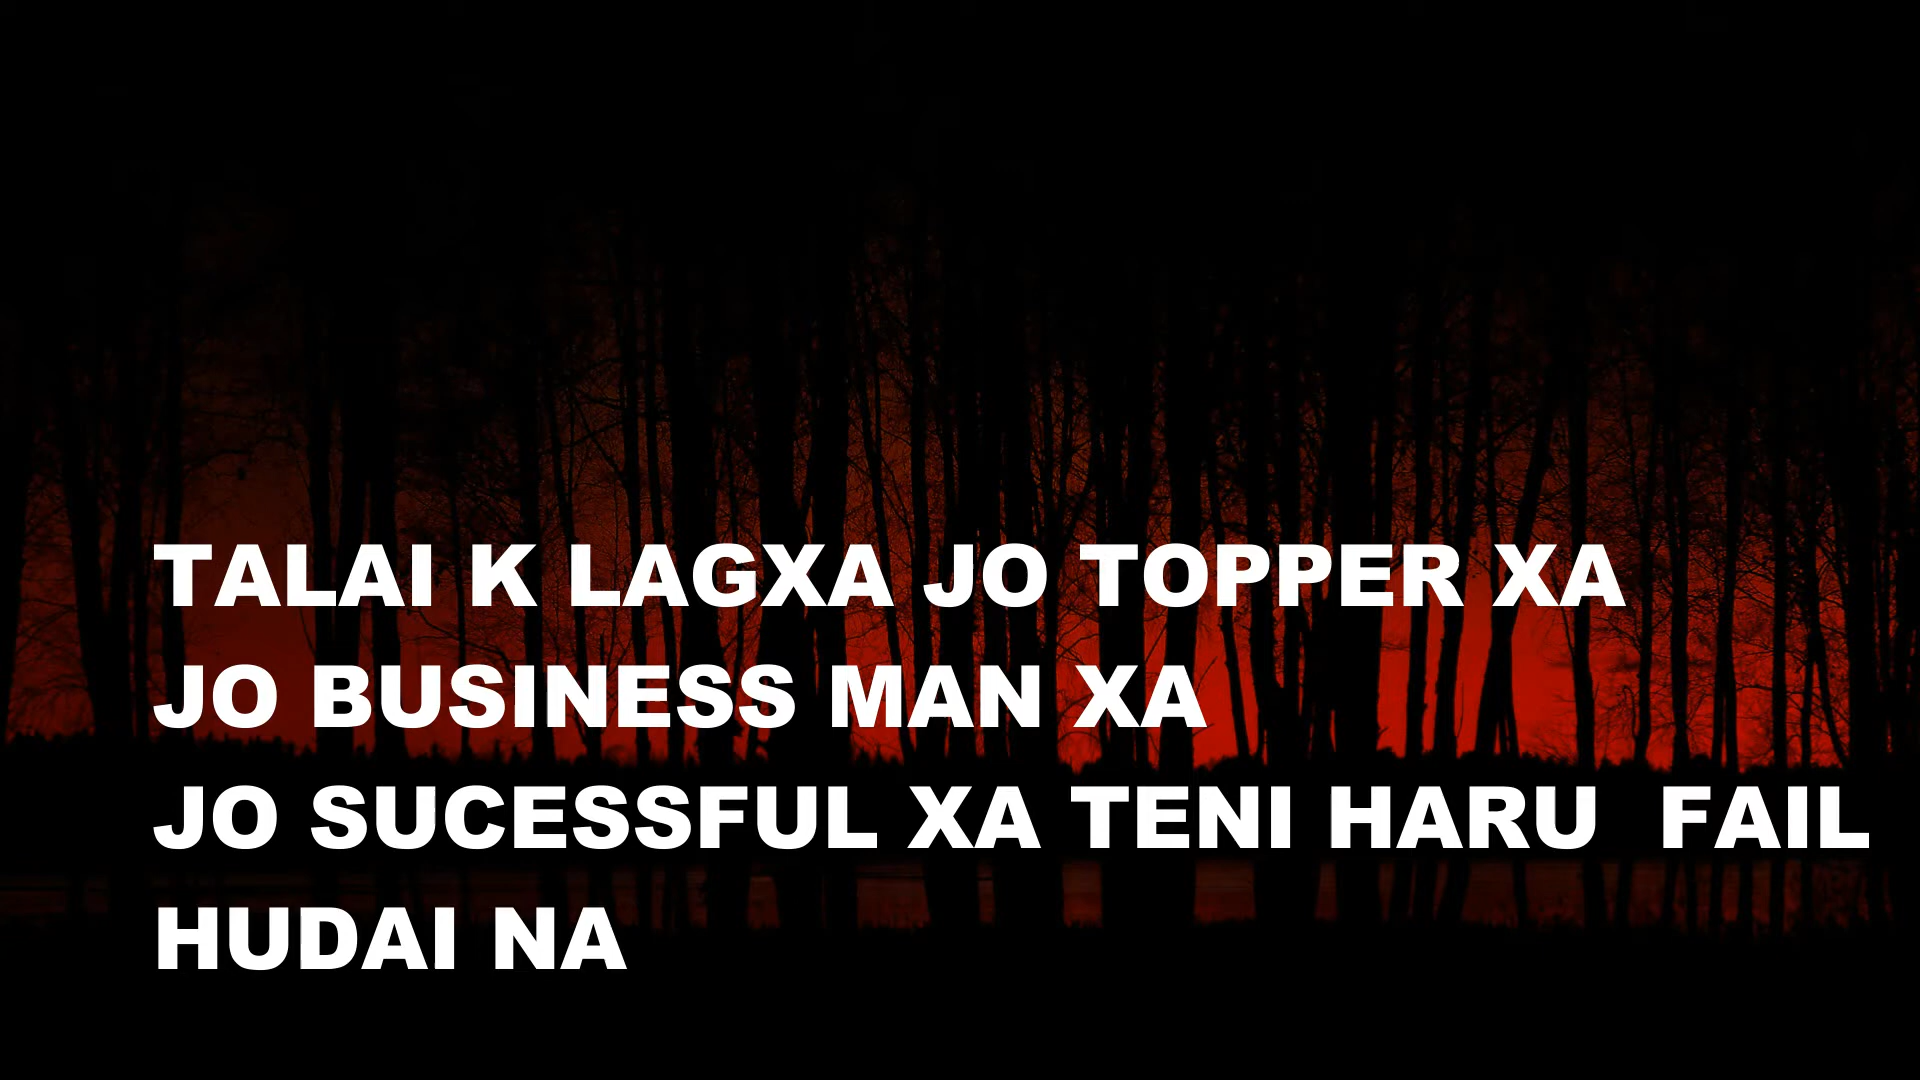 TALAI K LAGXA JO TOPPER XA
JO BUSINESS MAN XA
JO SUCESSFUL XA TENI HARU  FAIL
HUDAI NA